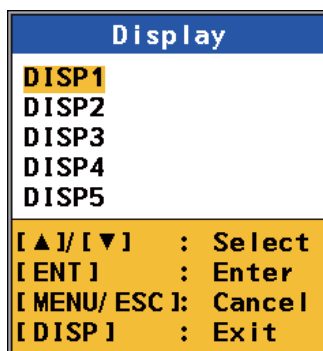 Display
DISP1
DISP2
DISP3
DISP4
DISP5
[▲]/[▼] : Select
[ENT] : Enter
[MENU/ESC]: Cancel
[DISP] : Exit